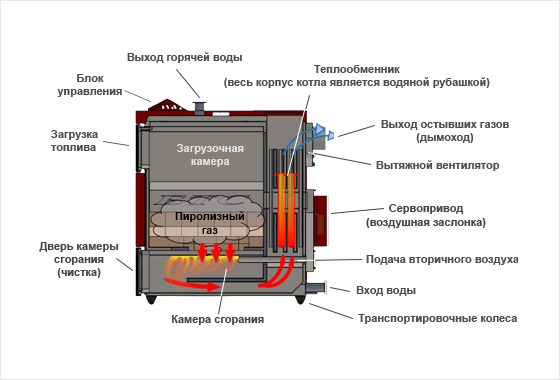 Выход горячей воды
Теплообменник
(весь корпус котла является водяной рубашкой)
Блок
управления
Выход остывших газов
(дымоход)
Загрузка
топлива
Загрузочная
камера
Вытяжной вентилятор
Сервопривод
(воздушная заслонка)
Пиролизный
газ
Дверь камеры
сгорания
(чистка)
Подача вторичного воздуха
Вход воды
Камера сгорания
Транспортировочные колеса